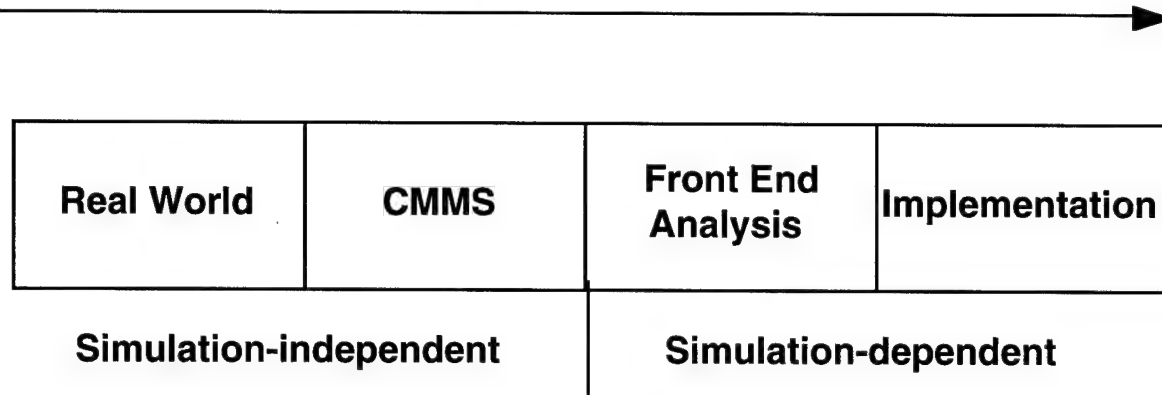 Real World
CMMS
Front End
Analysis
Implementation
Simulation-independent
Simulation-dependent